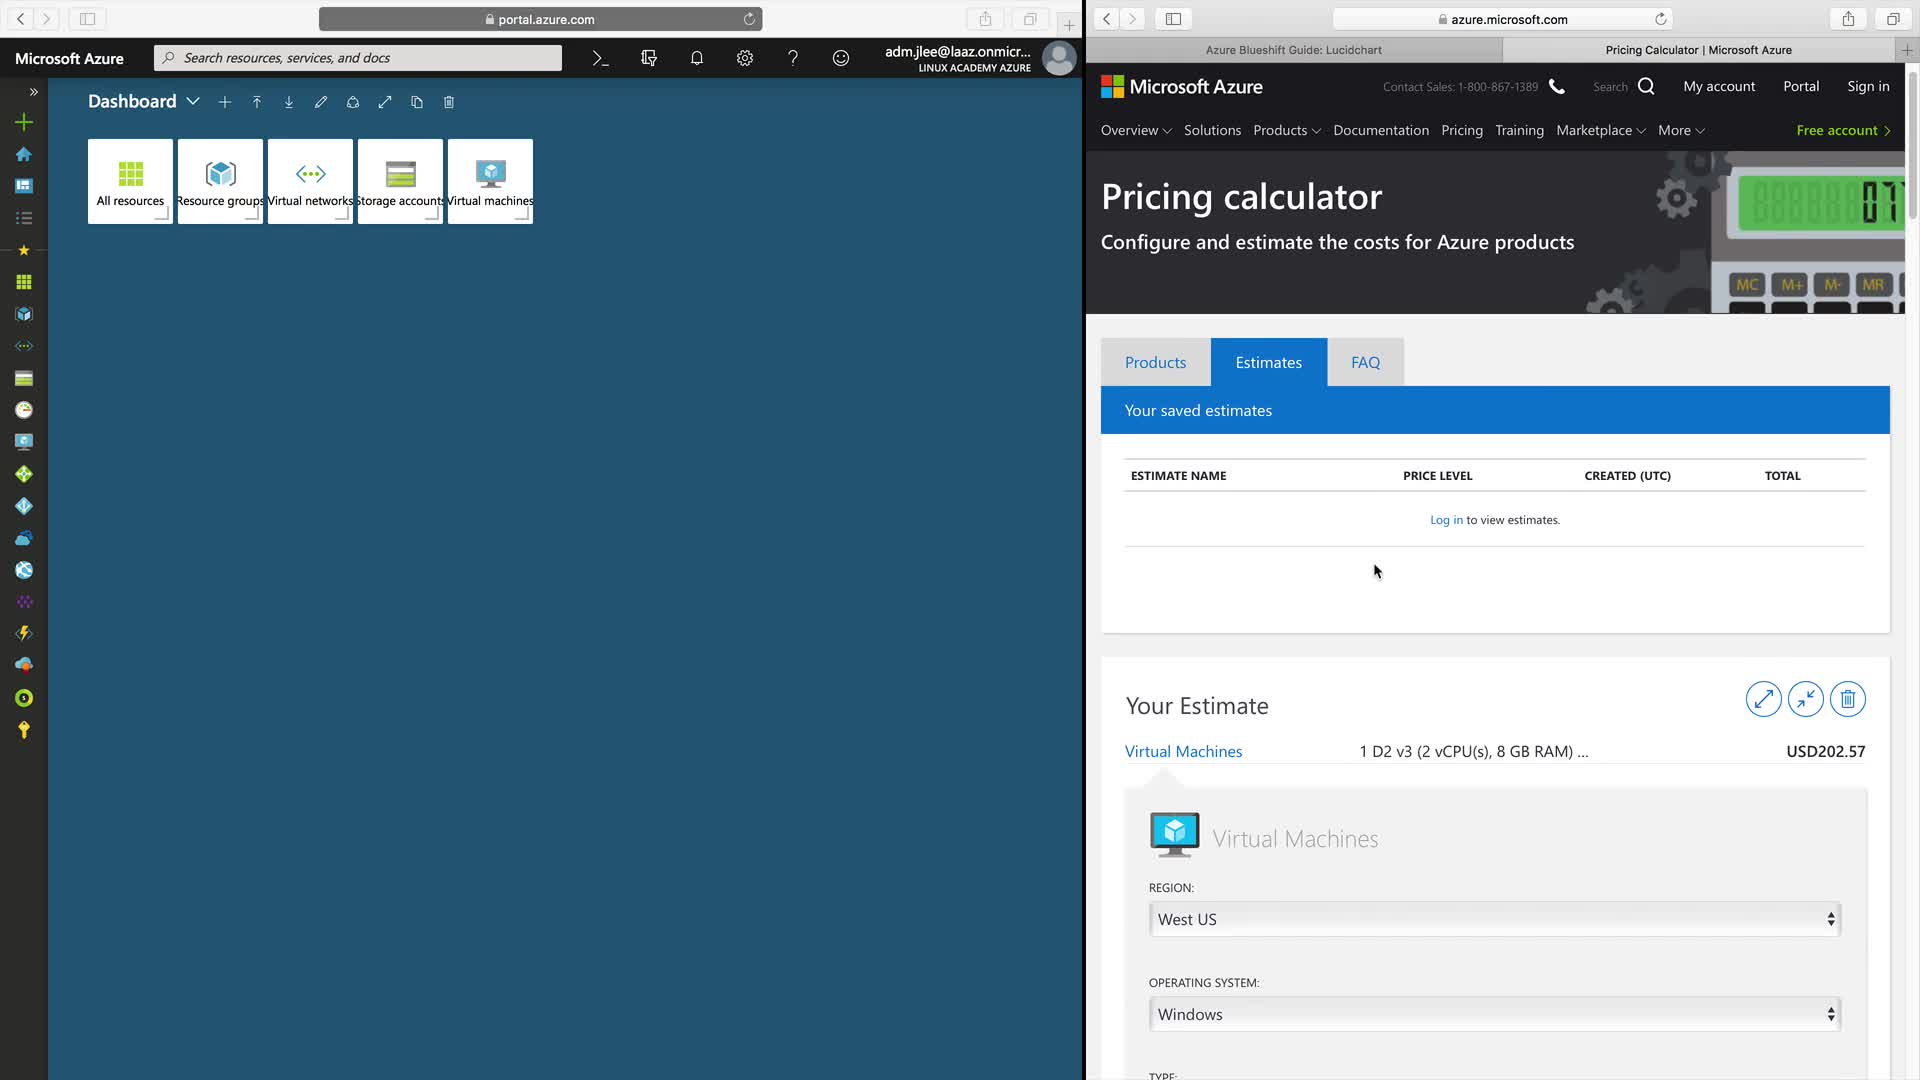 portal.azure.com
Microsoft Azure
Search resources, services, and docs
adm.jlee@laaz.onmicr...
LINUX ACADEMY AZURE
Dashboard
All resources
Resource groups
Virtual networks
Storage accounts
Virtual machines
azure.microsoft.com
Azure Blueshift Guide: Lucidchart
Pricing Calculator | Microsoft Azure
Microsoft Azure
Contact Sales: 1-800-867-1389
Search
My account
Portal
Sign in
Overview
Solutions
Products
Documentation
Pricing
Training
Marketplace
More
Free account
Pricing calculator
Configure and estimate the costs for Azure products
07
MC M+ M- MR
Products
Estimates
FAQ
Your saved estimates
ESTIMATE NAME PRICE LEVEL CREATED (UTC) TOTAL
Log in to view estimates.
Your Estimate
Virtual Machines 1 D2 v3 (2 vCPU(s), 8 GB RAM) ... USD202.57
Virtual Machines
REGION:
West US
OPERATING SYSTEM:
Windows
TYPE: